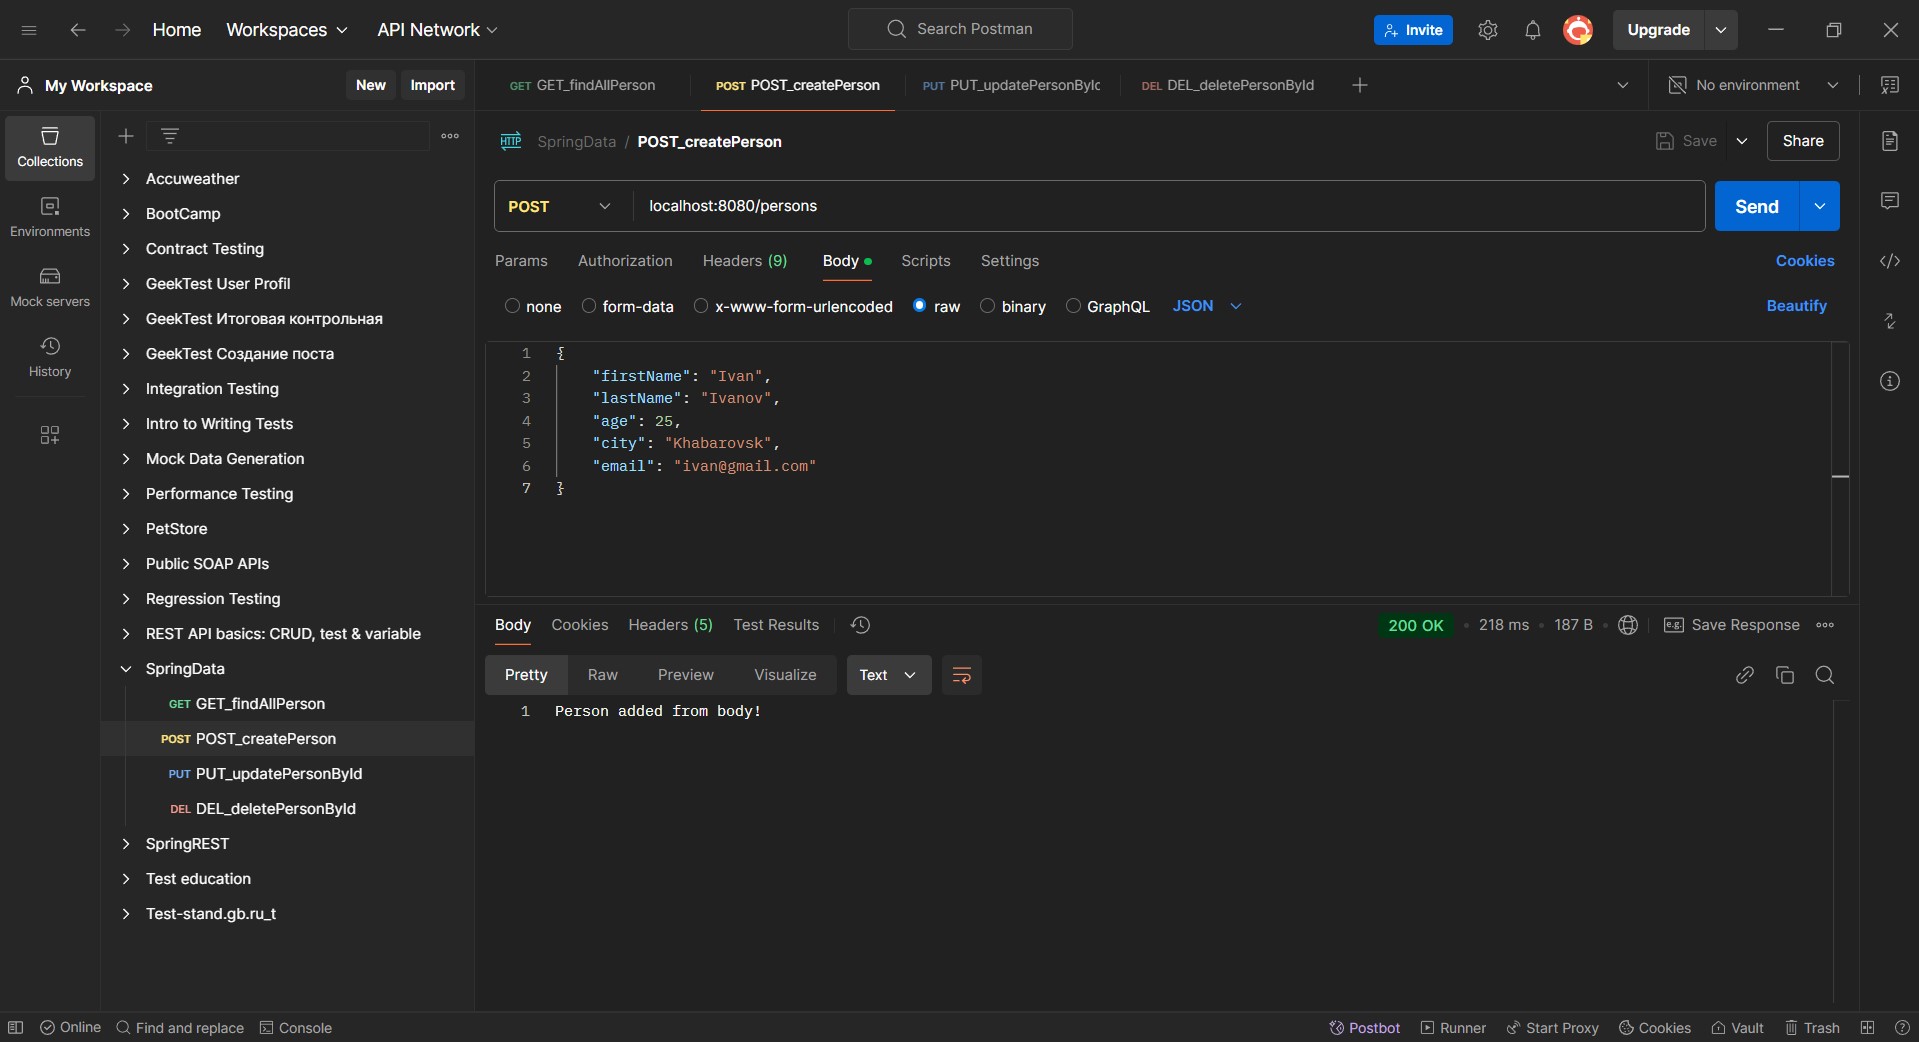 Home Workspaces API Network Search Postman Invite Upgrade
My Workspace New Import GET GET_findAllPerson POST POST_createPerson PUT PUT_updatePersonByIc DEL DEL_deletePersonById No environment
Collections
Environments
Mock servers
History
Accuweather
BootCamp
Contract Testing
GeekTest User Profil
GeekTest Итоговая контрольная
GeekTest Создание поста
Integration Testing
Intro to Writing Tests
Mock Data Generation
Performance Testing
PetStore
Public SOAP APIs
Regression Testing
REST API basics: CRUD, test & variable
SpringData
GET GET_findAllPerson
POST POST_createPerson
PUT PUT_updatePersonById
DEL DEL_deletePersonById
SpringREST
Test education
Test-stand.gb.ru_t
HTTP SpringData / POST_createPerson Save Share
POST localhost:8080/persons Send
Params Authorization Headers (9) Body Scripts Settings Cookies
none form-data x-www-form-urlencoded raw binary GraphQL JSON Beautify
1 {
2 "firstName": "Ivan",
3 "lastName": "Ivanov",
4 "age": 25,
5 "city": "Khabarovsk",
6 "email": "ivan@gmail.com"
7 }
Body Cookies Headers (5) Test Results 200 OK 218 ms 187 B e.g. Save Response
Pretty Raw Preview Visualize Text
1 Person added from body!
Online Find and replace Console Postbot Runner Start Proxy Cookies Vault Trash